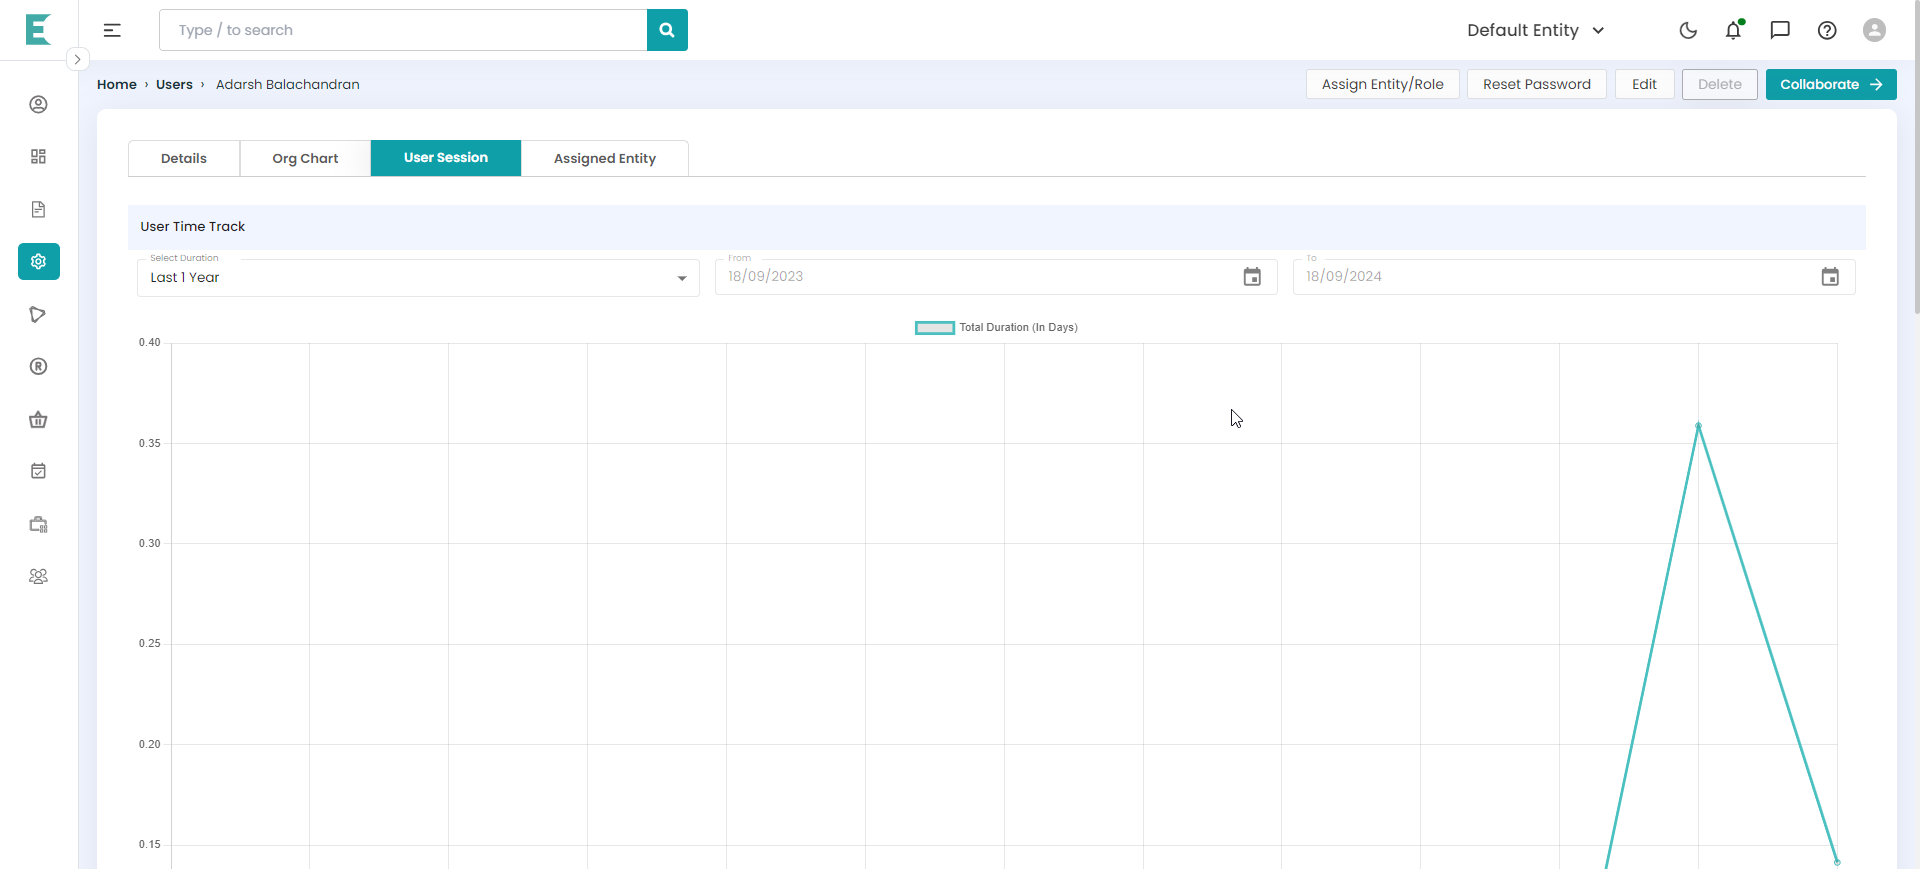 Type / to search
Default Entity
Home › Users › Adarsh Balachandran
Assign Entity/Role
Reset Password
Edit
Delete
Collaborate
Details
Org Chart
User Session
Assigned Entity
User Time Track
Select Duration
Last 1 Year
From
18/09/2023
To
18/09/2024
Total Duration (In Days)
0.40
0.35
0.30
0.25
0.20
0.15